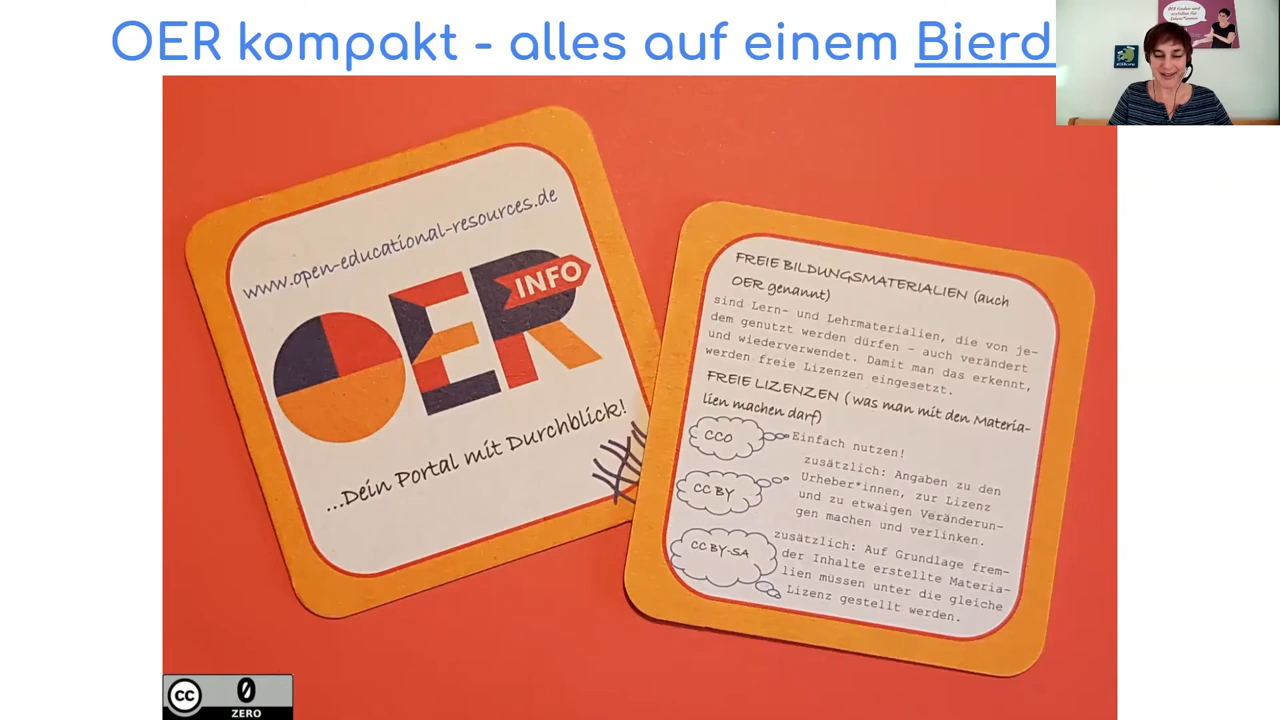 OER kompakt - alles auf einem Bierd
www.open-educational-resources.de
OER
INFO
...Dein Portal mit Durchblick!
FREIE BILDUNGSMATERIALIEN (auch
OER genannt)
sind Lern- und Lehrmaterialien, die von je-
dem genutzt werden dürfen - auch verändert
und wiederverwendet. Damit man das erkennt,
werden freie Lizenzen eingesetzt.
FREIE LIZENZEN ( was man mit den Materia-
lien machen darf)
CC0 Einfach nutzen!
zusätzlich: Angaben zu den
CC BY Urheber*innen, zur Lizenz
und zu etwaigen Veränderun-
gen machen und verlinken.
zusätzlich: Auf Grundlage frem-
CC BY-SA der Inhalte erstellte Materia-
lien müssen unter die gleiche
Lizenz gestellt werden.
cc 0
ZERO